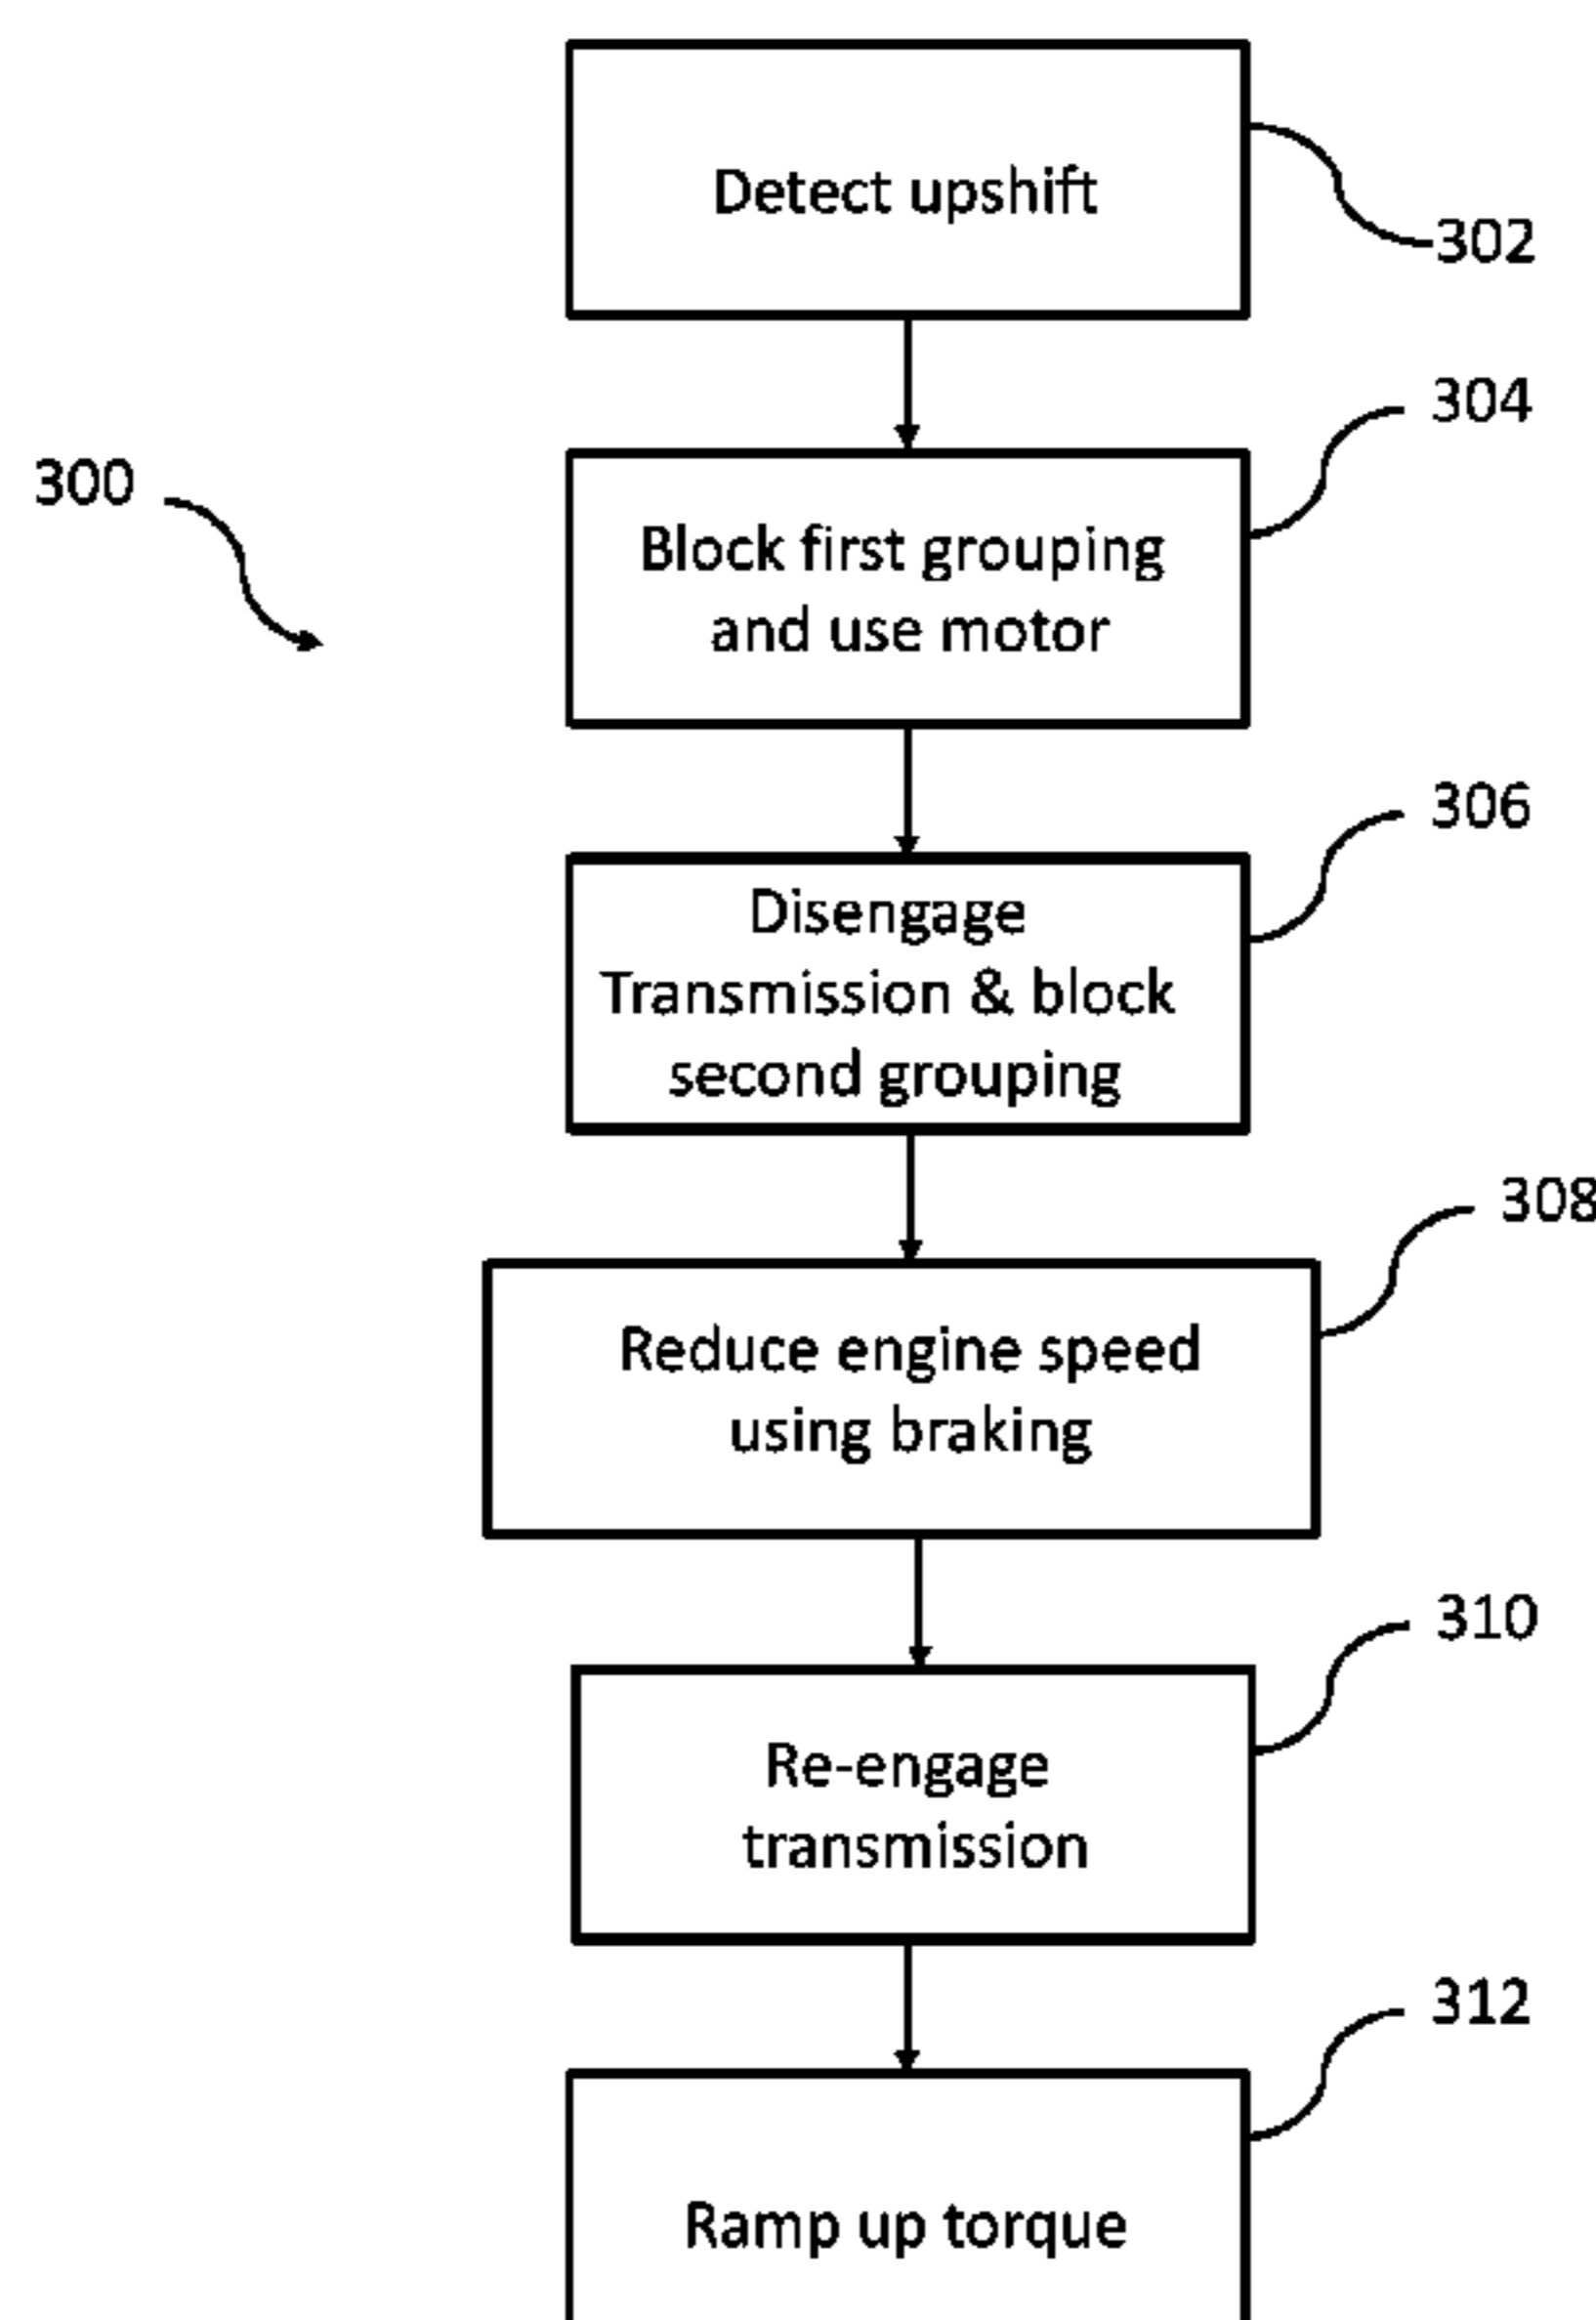 Detect upshift
302
304
300
Block first grouping
and use motor
306
Disengage
Transmission & block
second grouping
308
Reduce engine speed
using braking
310
Re-engage
transmission
312
Ramp up torque